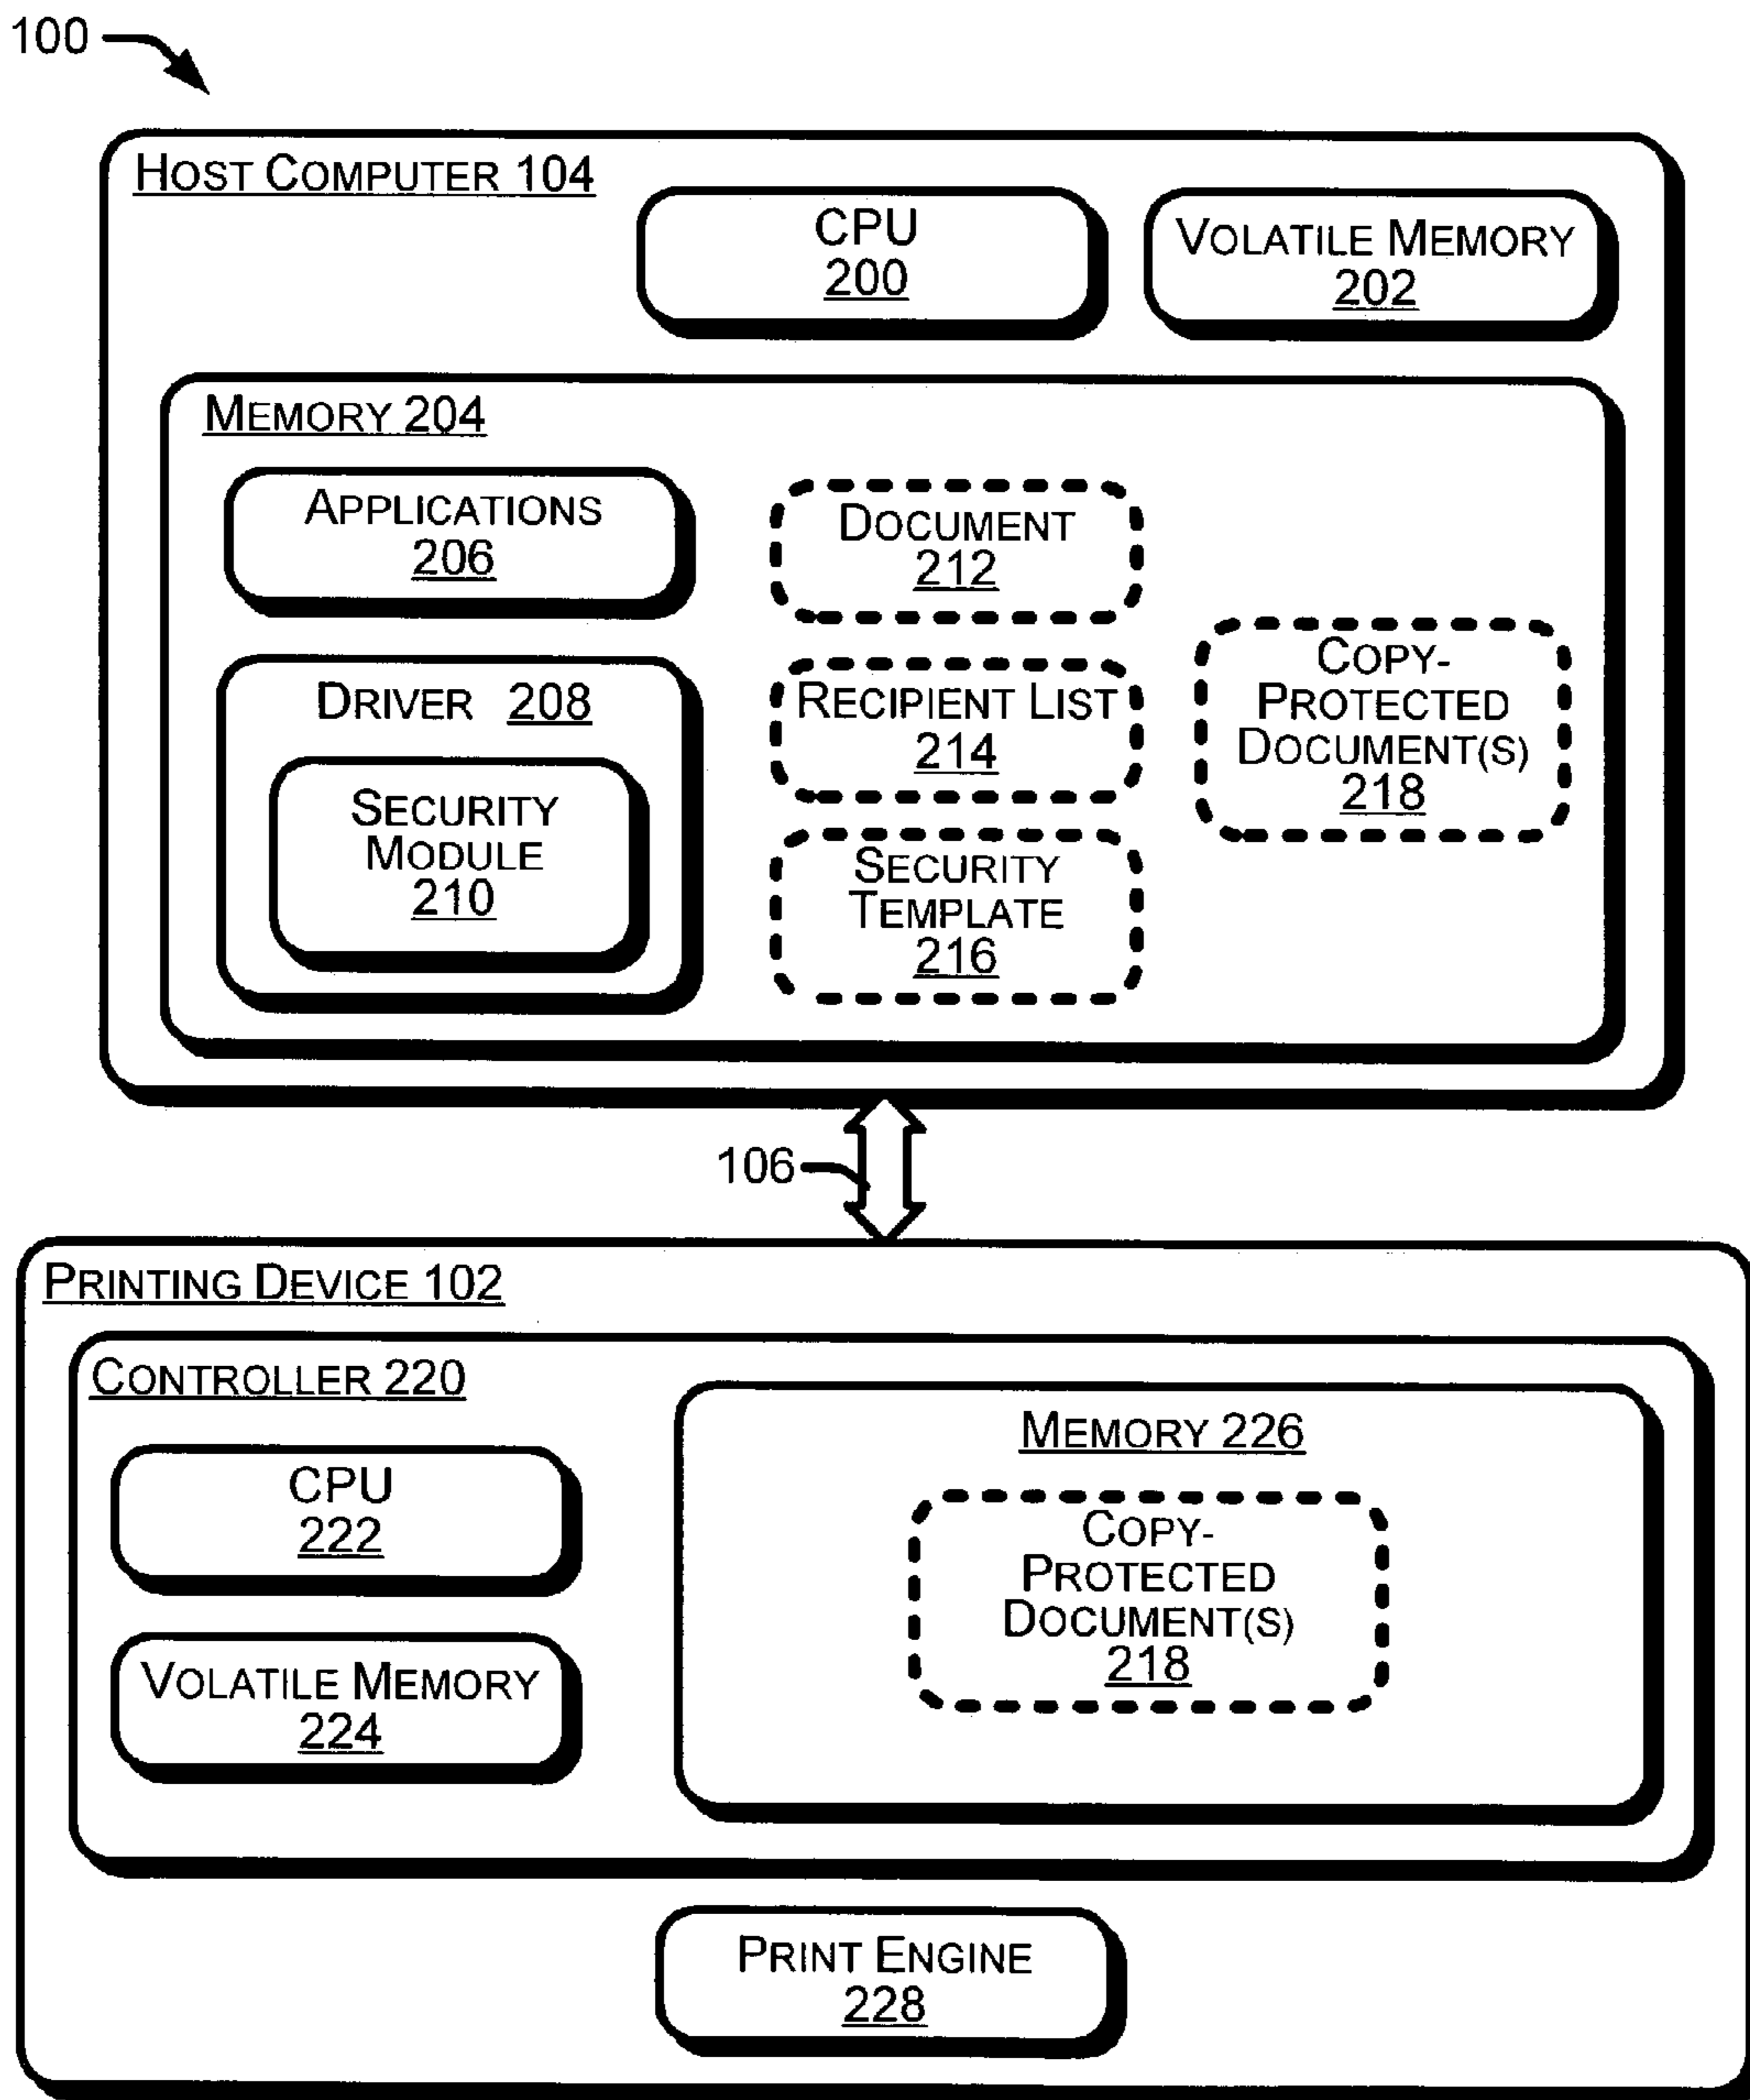 100
HOST COMPUTER 104
CPU
200
VOLATILE MEMORY
202
MEMORY 204
APPLICATIONS
206
DRIVER 208
SECURITY
MODULE
210
DOCUMENT
212
RECIPIENT LIST
214
SECURITY
TEMPLATE
216
COPY-
PROTECTED
DOCUMENT(S)
218
106
PRINTING DEVICE 102
CONTROLLER 220
CPU
222
VOLATILE MEMORY
224
MEMORY 226
COPY-
PROTECTED
DOCUMENT(S)
218
PRINT ENGINE
228